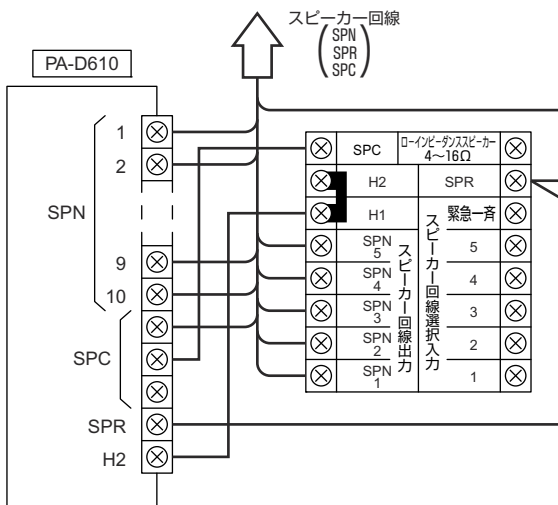 スピーカー回線
SPN
SPR
SPC
PA-D610
1
2
SPN
9
10
SPC
SPR
H2
SPC
ローインピーダンススピーカー
4～16Ω
H2
SPR
H1
緊急一斉
SPN
5
SPN
4
SPN
3
SPN
2
SPN
1
スピーカー回線出力
スピーカー回線選択入力
5
4
3
2
1